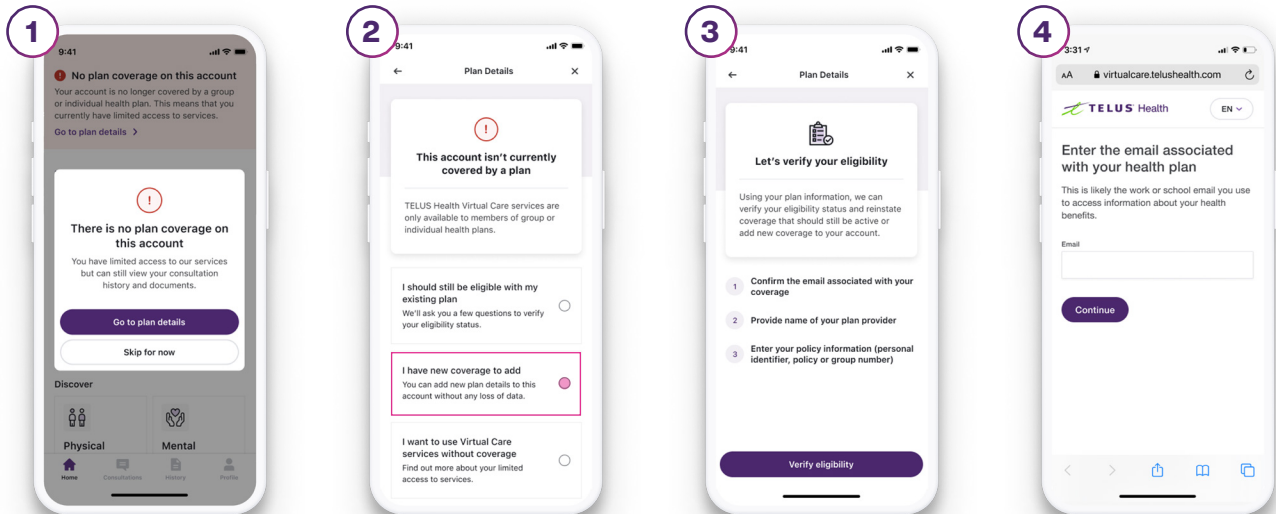 1
9:41
No plan coverage on this account
Your account is no longer covered by a group
or individual health plan. This means that you
currently have limited access to services.
Go to plan details >
!
There is no plan coverage on
this account
You have limited access to our services
but can still view your consultation
history and documents.
Go to plan details
Skip for now
Discover
Physical
Mental
Home
Consultations
History
Profile
2
9:41
Plan Details
!
This account isn't currently
covered by a plan
TELUS Health Virtual Care services are
only available to members of group or
individual health plans.
I should still be eligible with my
existing plan
We'll ask you a few questions to verify
your eligibility status.
I have new coverage to add
You can add new plan details to this
account without any loss of data.
I want to use Virtual Care
services without coverage
Find out more about your limited
access to services.
3
9:41
Plan Details
Let's verify your eligibility
Using your plan information, we can
verify your eligibility status and reinstate
coverage that should still be active or
add new coverage to your account.
1 Confirm the email associated with your
coverage
2 Provide name of your plan provider
3 Enter your policy information (personal
identifier, policy or group number)
Verify eligibility
4
3:31
AA virtualcare.telushealth.com
TELUS Health
EN
Enter the email associated
with your health plan
This is likely the work or school email you use
to access information about your health
benefits.
Email
Continue